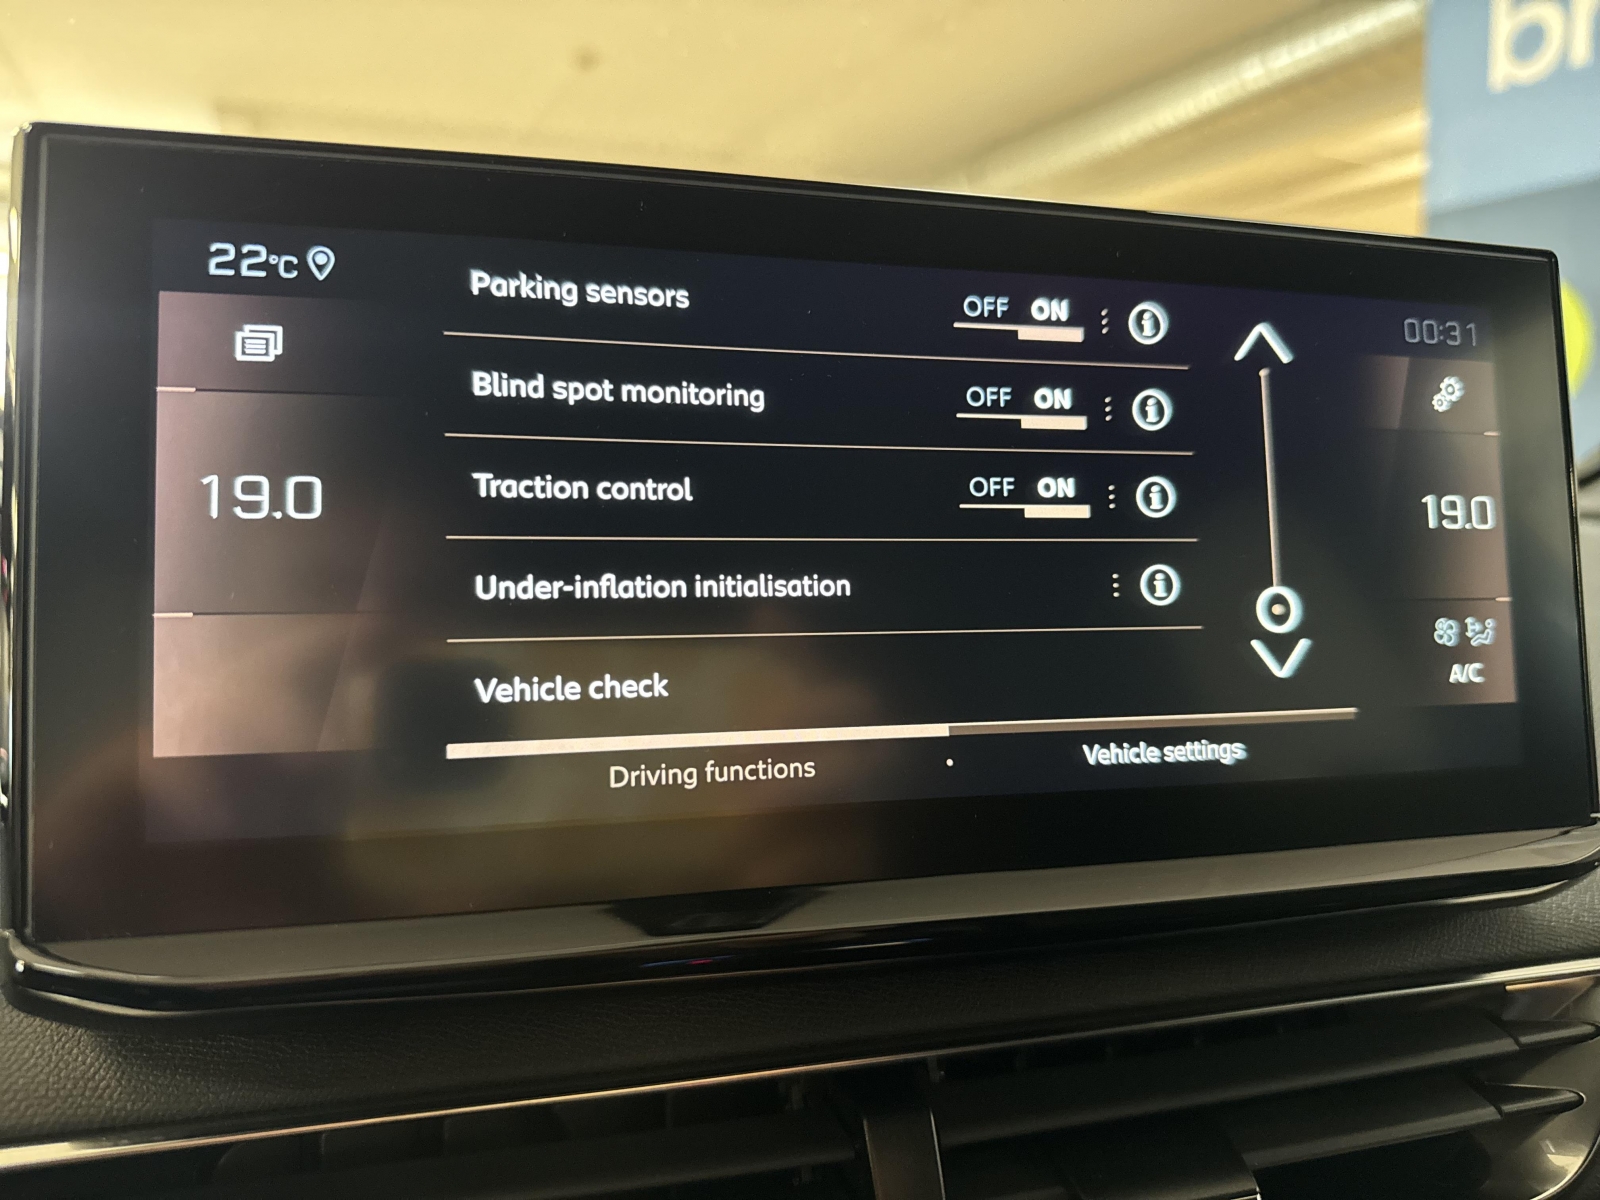 22°C
Parking sensors OFF ON
00:31
Blind spot monitoring OFF ON
19.0
Traction control OFF ON
19.0
Under-inflation initialisation
Vehicle check
A/C
Driving functions
Vehicle settings